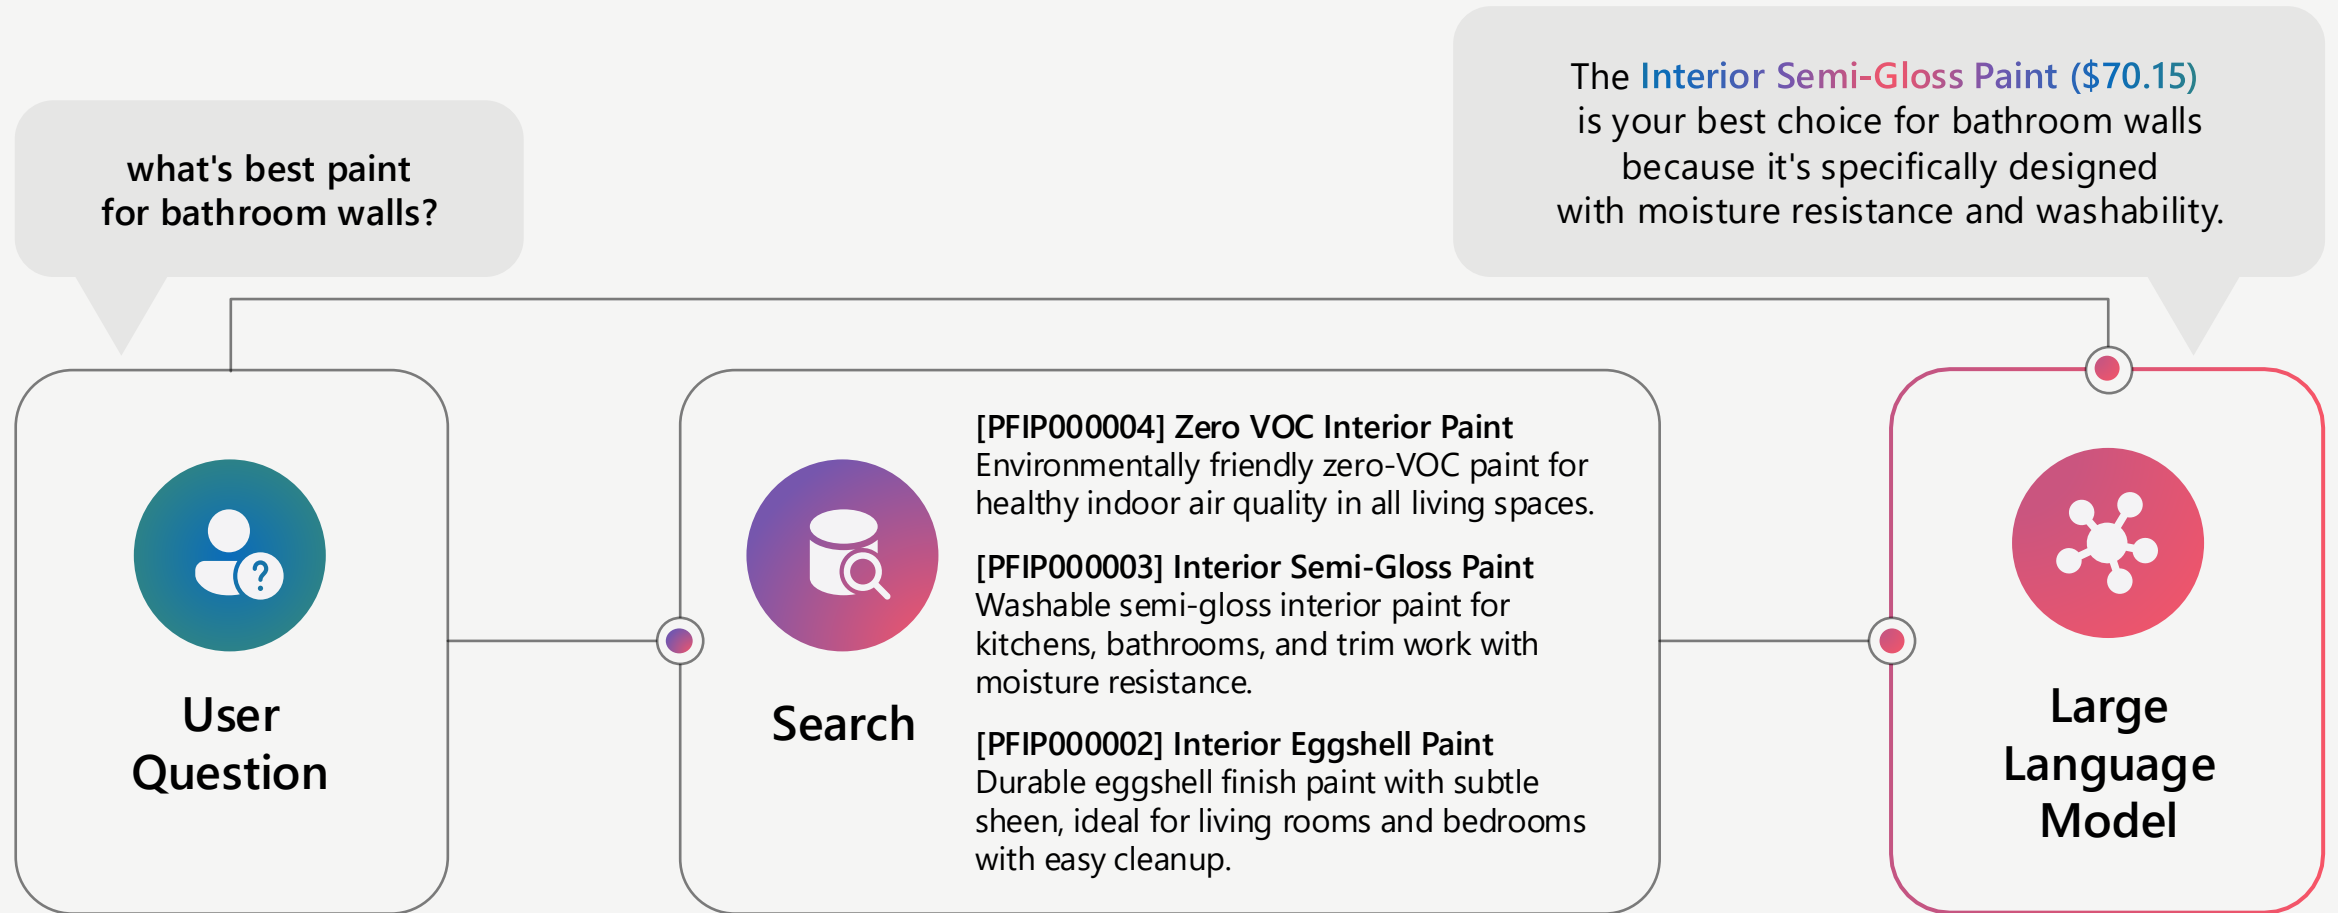 what's best paint
for bathroom walls?
The Interior Semi-Gloss Paint ($70.15)
is your best choice for bathroom walls
because it's specifically designed
with moisture resistance and washability.
?
User
Question
Search
[PFIP000004] Zero VOC Interior Paint
Environmentally friendly zero-VOC paint for
healthy indoor air quality in all living spaces.
[PFIP000003] Interior Semi-Gloss Paint
Washable semi-gloss interior paint for
kitchens, bathrooms, and trim work with
moisture resistance.
[PFIP000002] Interior Eggshell Paint
Durable eggshell finish paint with subtle
sheen, ideal for living rooms and bedrooms
with easy cleanup.
Large
Language
Model